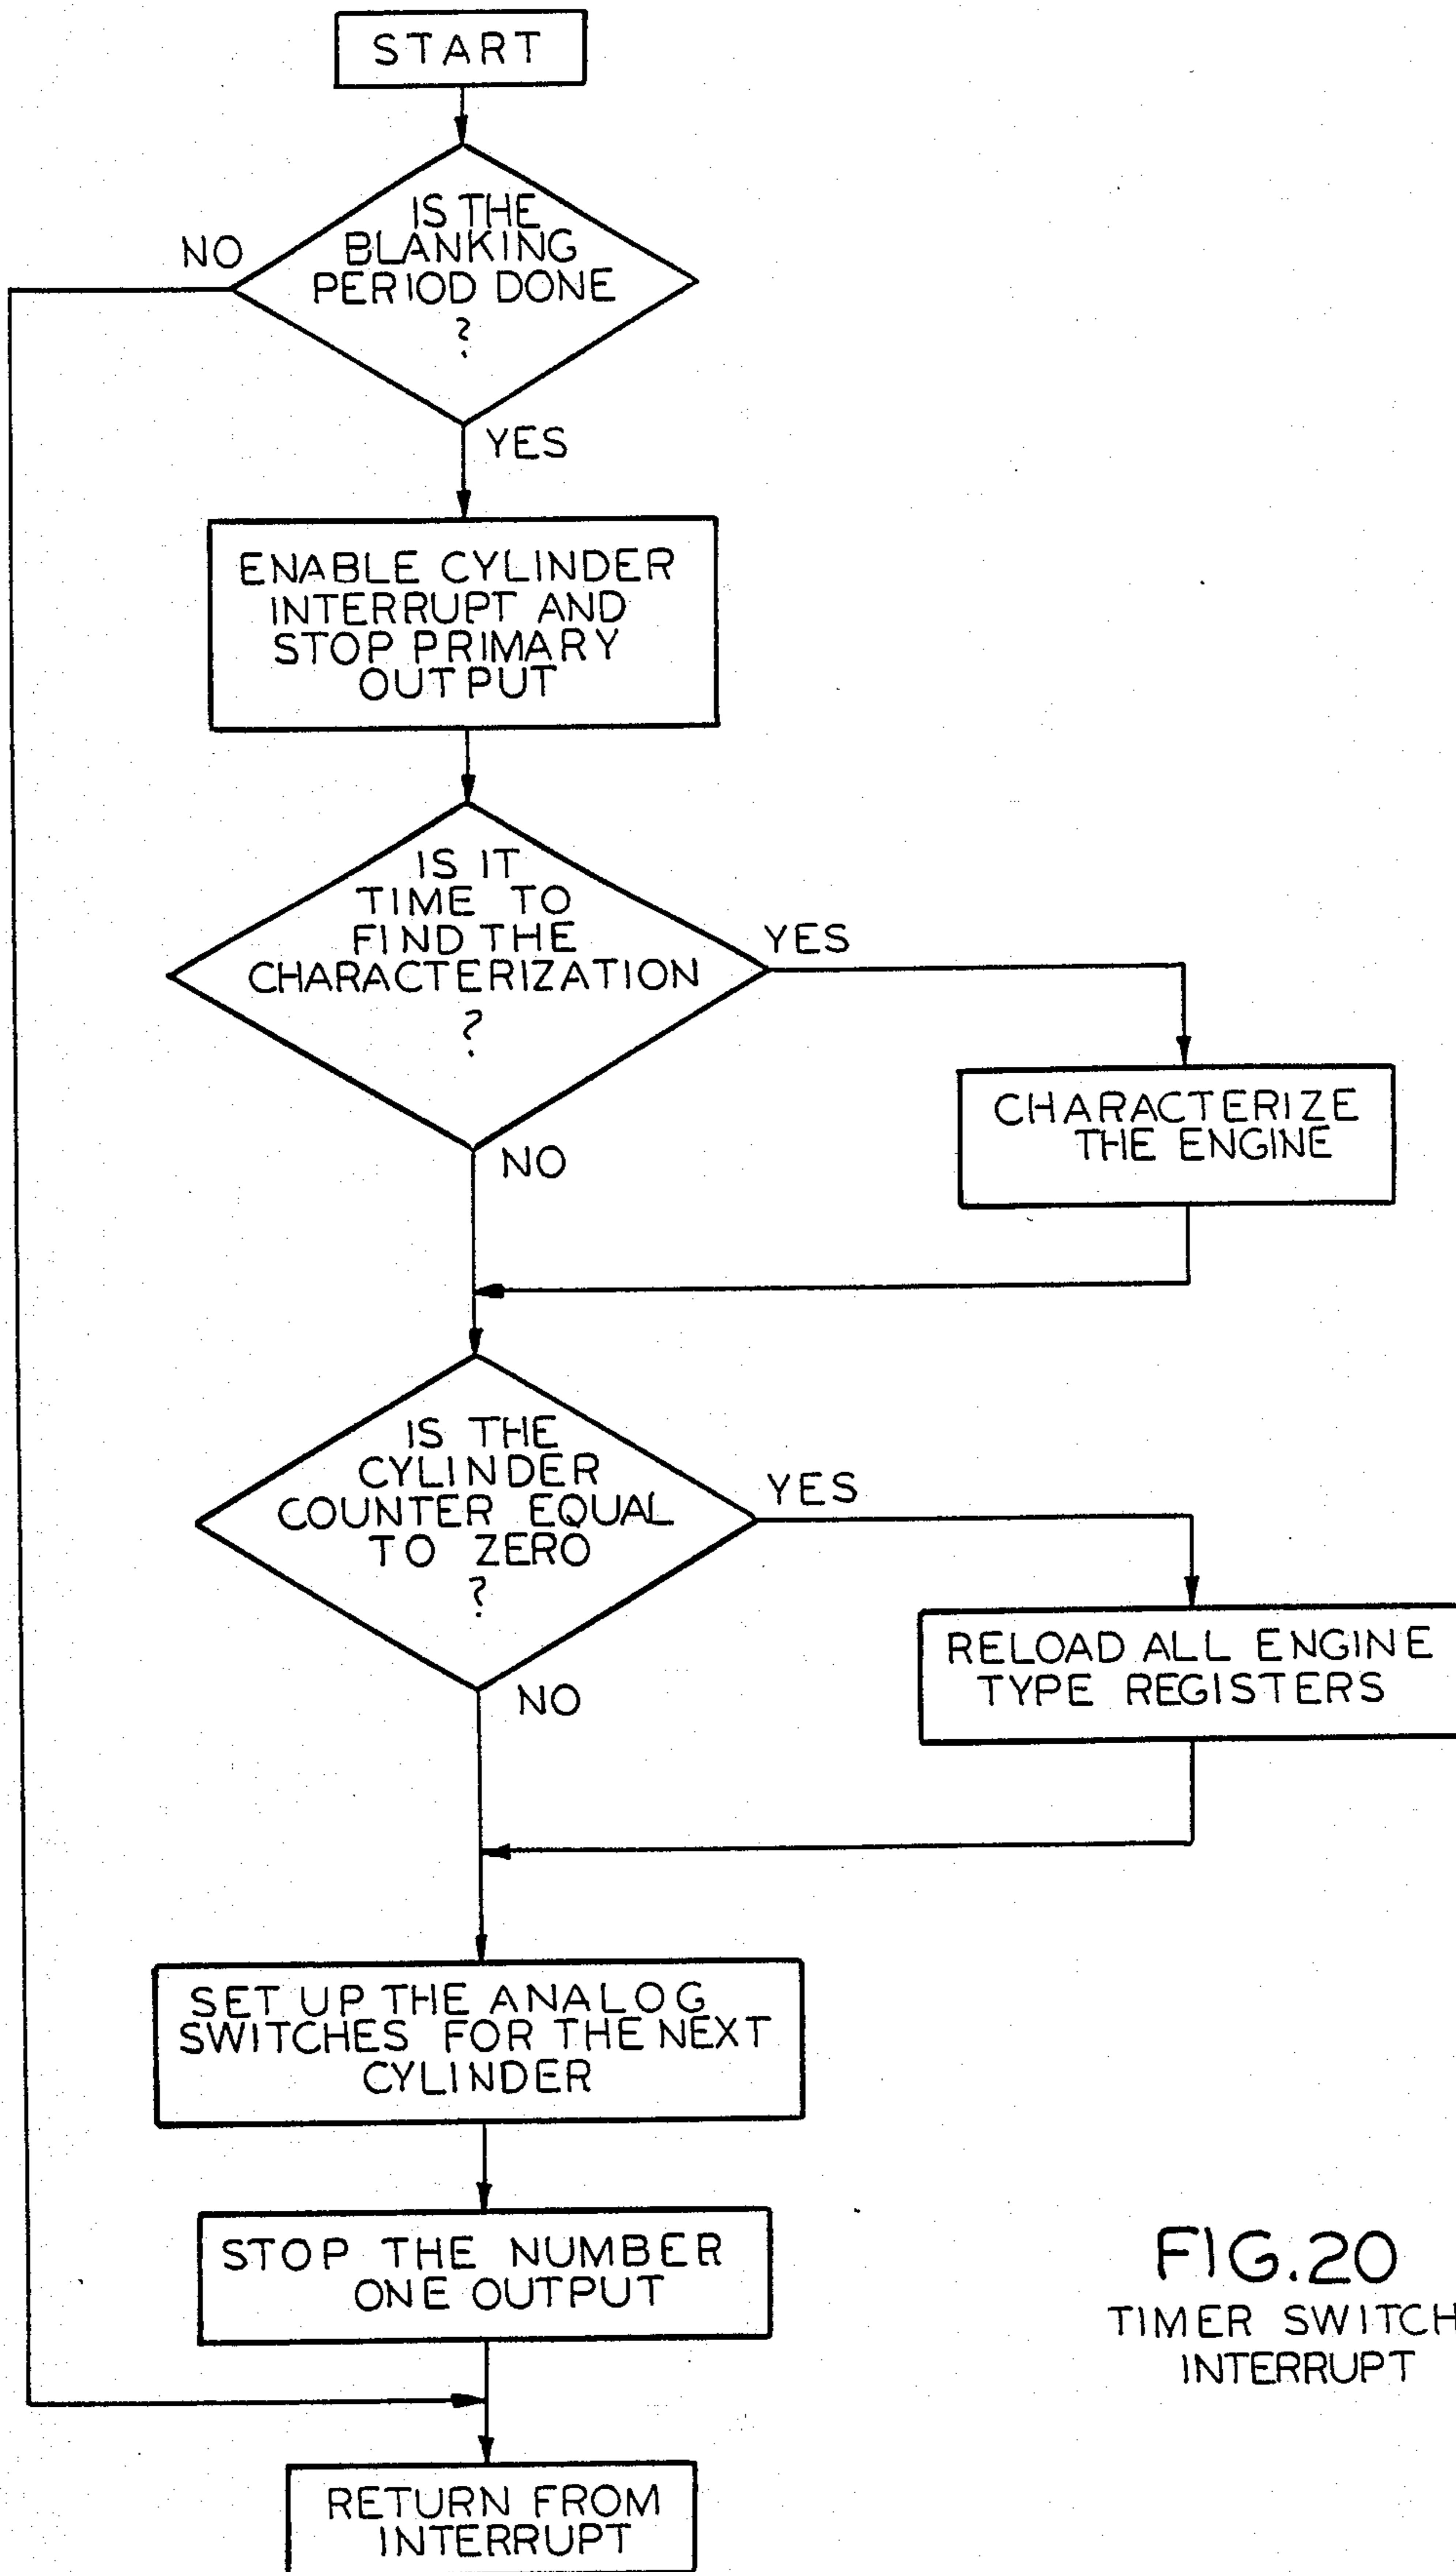 START
IS THE
BLANKING
PERIOD DONE
?
NO
YES
ENABLE CYLINDER
INTERRUPT AND
STOP PRIMARY
OUTPUT
IS IT
TIME TO
FIND THE
CHARACTERIZATION
?
YES
CHARACTERIZE
THE ENGINE
NO
IS THE
CYLINDER
COUNTER EQUAL
TO ZERO
?
YES
RELOAD ALL ENGINE
TYPE REGISTERS
NO
SET UP THE ANALOG
SWITCHES FOR THE NEXT
CYLINDER
STOP THE NUMBER
ONE OUTPUT
RETURN FROM
INTERRUPT
FIG.20
TIMER SWITCH
INTERRUPT